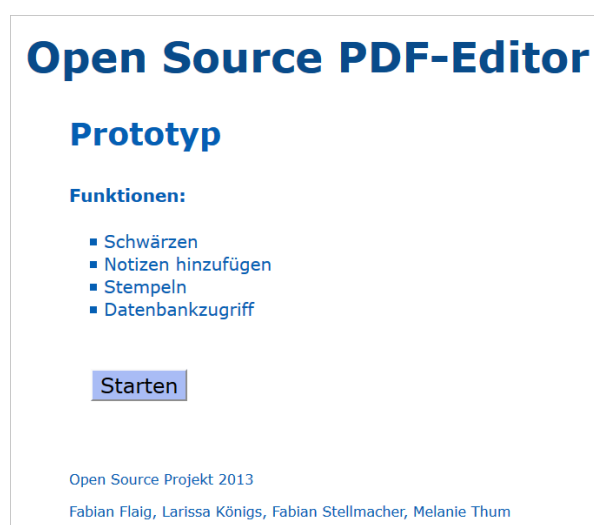 Open Source PDF-Editor
Prototyp
Funktionen:
Schwärzen
Notizen hinzufügen
Stempeln
Datenbankzugriff
Starten
Open Source Projekt 2013
Fabian Flaig, Larissa Königs, Fabian Stellmacher, Melanie Thum